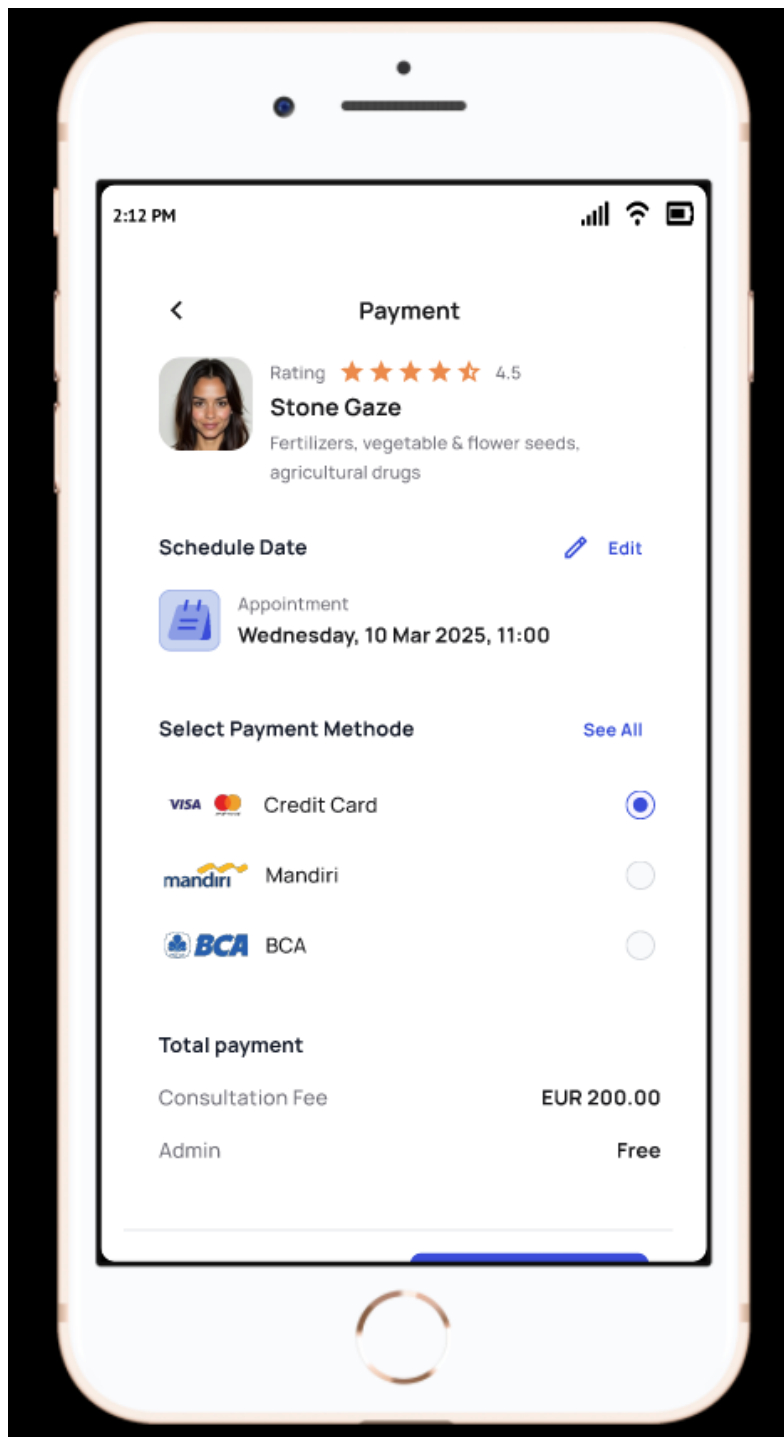 2:12 PM
Payment
Rating 4.5
Stone Gaze
Fertilizers, vegetable & flower seeds,
agricultural drugs
Schedule Date Edit
Appointment
Wednesday, 10 Mar 2025, 11:00
Select Payment Methode See All
VISA Credit Card
mandırı Mandiri
BCA BCA
Total payment
Consultation Fee EUR 200.00
Admin Free